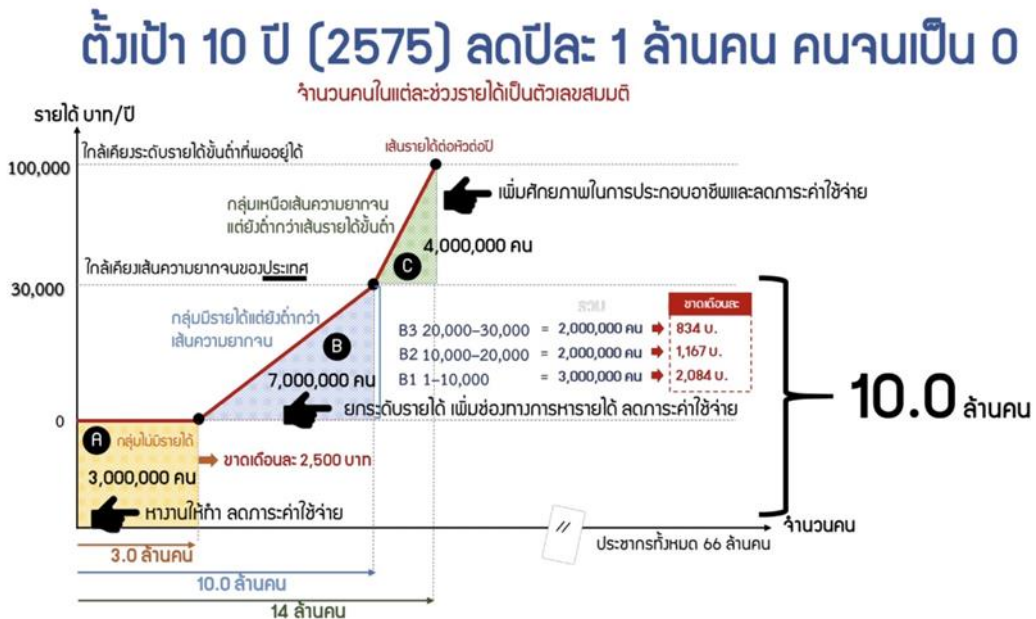 ตั้งเป้า 10 ปี (2575) ลดปีละ 1 ล้านคน คนจนเป็น 0
จำนวนคนในแต่ละช่วงรายได้เป็นตัวเลขสมมติ
รายได้ บาท/ปี
ใกล้เคียงระดับรายได้ขั้นต่ำที่พออยู่ได้
เส้นรายได้ต่อหัวต่อปี
100,000
เพิ่มศักยภาพในการประกอบอาชีพและลดภาระค่าใช้จ่าย
กลุ่มเหนือเส้นความยากจน
แต่ยังต่ำกว่าเส้นรายได้ขั้นต่ำ
4,000,000 คน
C
ใกล้เคียงเส้นความยากจนของประเทศ
30,000
กลุ่มมีรายได้แต่ยังต่ำกว่า
เส้นความยากจน
B
7,000,000 คน
รวม
ขาดเดือนละ
B3 20,000–30,000 = 2,000,000 คน 834 บ.
B2 10,000–20,000 = 2,000,000 คน 1,167 บ.
B1 1–10,000 = 3,000,000 คน 2,084 บ.
ยกระดับรายได้ เพิ่มช่องทางการหารายได้ ลดภาระค่าใช้จ่าย
10.0 ล้านคน
0
A กลุ่มไม่มีรายได้
ขาดเดือนละ 2,500 บาท
3,000,000 คน
หางานให้ทำ ลดภาระค่าใช้จ่าย
จำนวนคน
//
ประชากรทั้งหมด 66 ล้านคน
3.0 ล้านคน
10.0 ล้านคน
14 ล้านคน